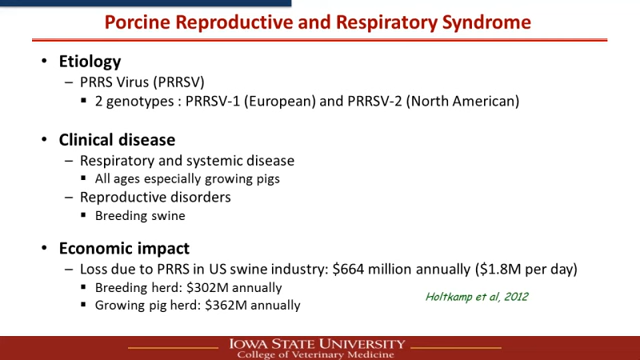 Porcine Reproductive and Respiratory Syndrome
• Etiology
– PRRS Virus (PRRSV)
▪ 2 genotypes : PRRSV-1 (European) and PRRSV-2 (North American)
• Clinical disease
– Respiratory and systemic disease
▪ All ages especially growing pigs
– Reproductive disorders
▪ Breeding swine
• Economic impact
– Loss due to PRRS in US swine industry: $664 million annually ($1.8M per day)
▪ Breeding herd: $302M annually
▪ Growing pig herd: $362M annually
Holtkamp et al, 2012
IOWA STATE UNIVERSITY
College of Veterinary Medicine